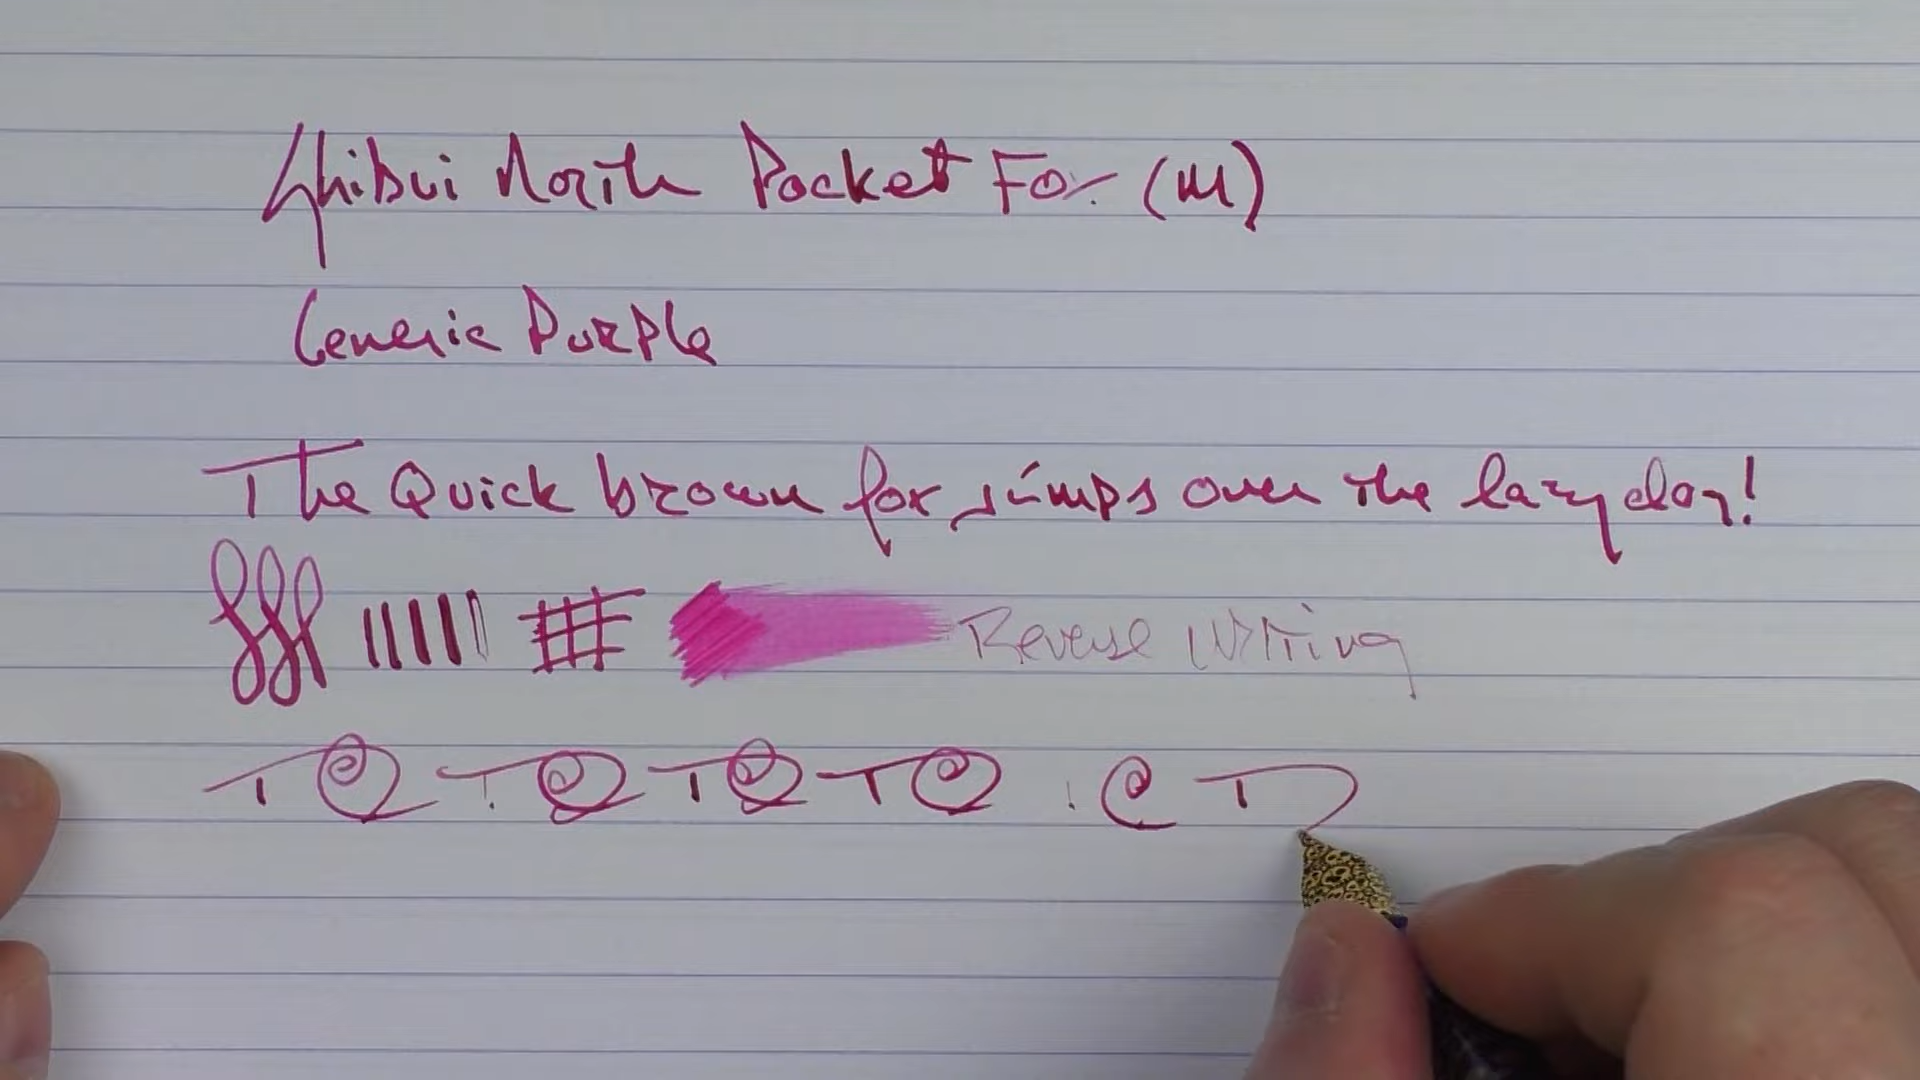 Shibui North Pocket Fox (M)
Generic Purple
The Quick brown fox jumps over the lazy dog!
Reverse Writing